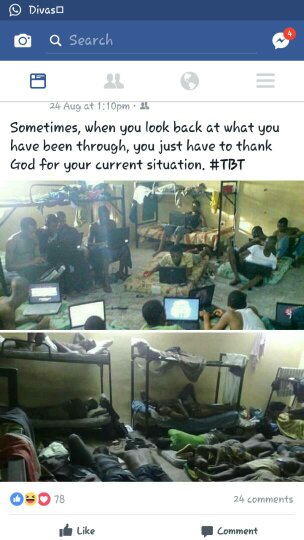 Divas
Search
4
24 Aug at 1:10pm •
Sometimes, when you look back at what you
have been through, you just have to thank
God for your current situation. #TBT
78
24 comments
Like
Comment